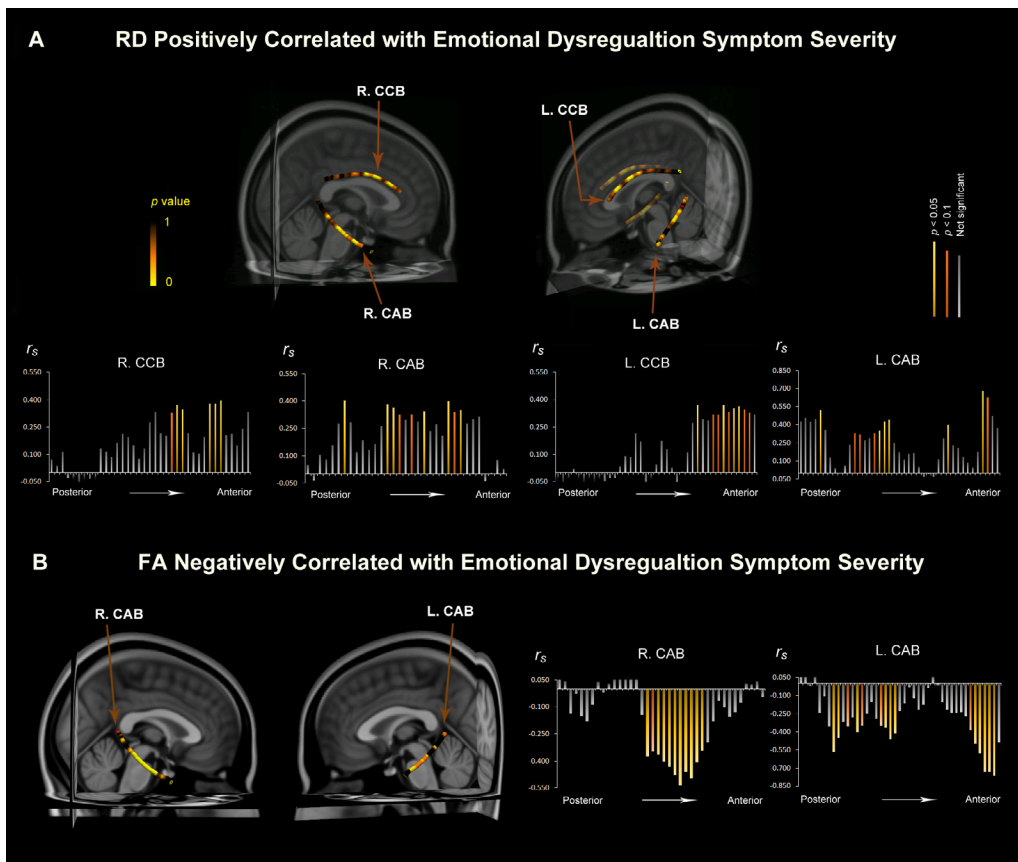 A
RD Positively Correlated with Emotional Dysregualtion Symptom Severity
R. CCB
L. CCB
p value
1
0
R. CAB
L. CAB
p < 0.05
p < 0.1
Not significant
rs
R. CCB
0.550
0.400
0.250
0.100
-0.050
Posterior
Anterior
R. CAB
0.550
0.400
0.250
0.100
-0.050
Posterior
Anterior
rs
L. CCB
0.550
0.400
0.250
0.100
-0.050
Posterior
Anterior
rs
L. CAB
0.850
0.700
0.550
0.400
0.250
0.100
0.050
Posterior
Anterior
B
FA Negatively Correlated with Emotional Dysregualtion Symptom Severity
R. CAB
L. CAB
rs
R. CAB
0.050
-0.100
-0.250
-0.400
-0.550
Posterior
Anterior
rs
L. CAB
0.050
-0.100
-0.250
-0.400
-0.550
-0.700
-0.850
Posterior
Anterior